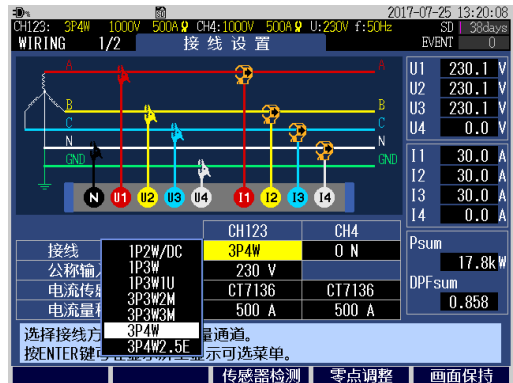 2017-07-25 13:20:08
CH123: 3P4W 1000V 500A CH4:1000V 500A U:230V f:50Hz SD 38days
WIRING 1/2 接线设置 EVENT 0
A A
B B
C C
N N
GND GND
N U1 U2 U3 U4 I1 I2 I3 I4
U1 230.1 V
U2 230.1 V
U3 230.1 V
U4 0.0 V
I1 30.0 A
I2 30.0 A
I3 30.0 A
I4 0.0 A
Psum
17.8kW
DPFsum
0.858
CH123 CH4
接线 3P4W ON
公称输 230 V
电流传 CT7136 CT7136
电流量 500 A 500 A
1P2W/DC
1P3W
1P3W1U
3P3W2M
3P3W3M
3P4W
3P4W2.5E
选择接线方 量通道。
按ENTER键可 示可选菜单。
传感器检测 零点调整 画面保持